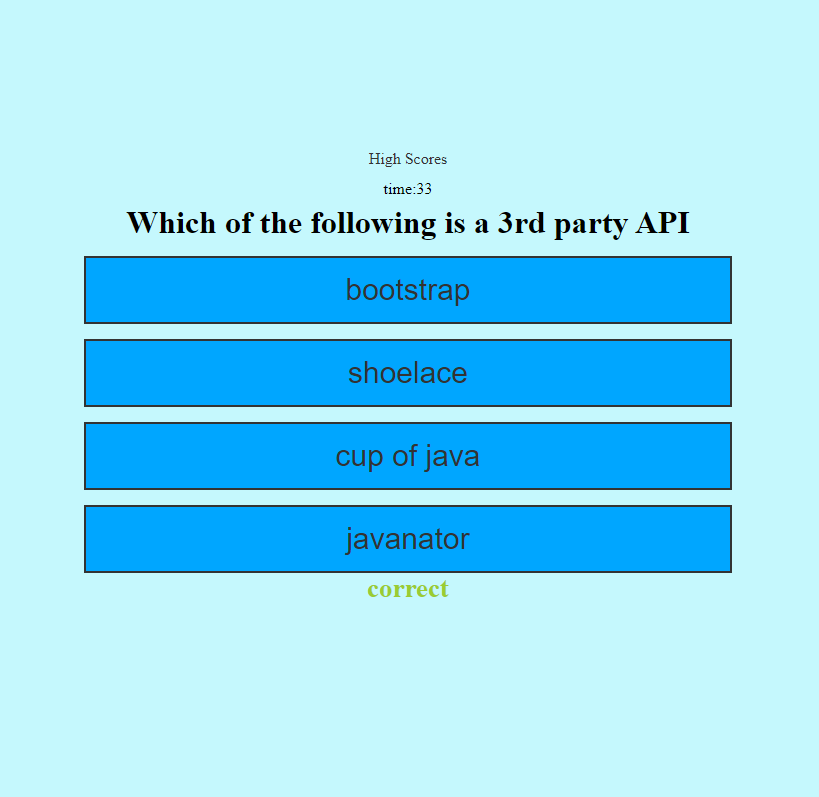 High Scores
time:33
Which of the following is a 3rd party API
bootstrap
shoelace
cup of java
javanator
correct